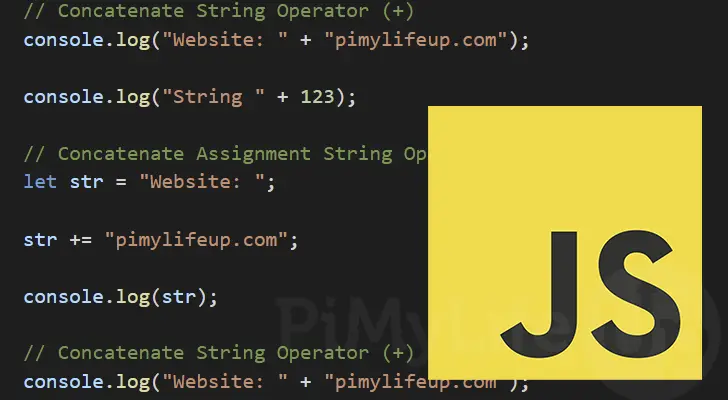 // Concatenate String Operator (+)
console.log("Website: " + "pimylifeup.com");
console.log("String " + 123);
// Concatenate Assignment String Op
let str = "Website: ";
str += "pimylifeup.com";
console.log(str);
// Concatenate String Operator (+)
console.log("Website: " + "pimylifeup.com");
JS
PiMyLife